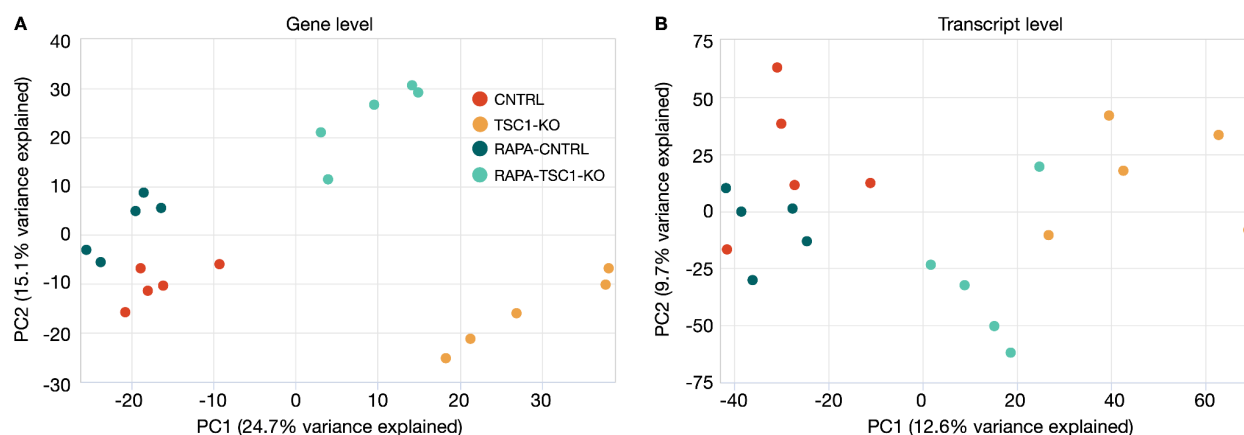 A
Gene level
40
30
20
10
0
-10
-20
-30
-20
-10
0
10
20
30
PC2 (15.1% variance explained)
PC1 (24.7% variance explained)
CNTRL
TSC1-KO
RAPA-CNTRL
RAPA-TSC1-KO
B
Transcript level
75
50
25
0
-25
-50
-75
-40
-20
0
20
40
60
PC2 (9.7% variance explained)
PC1 (12.6% variance explained)